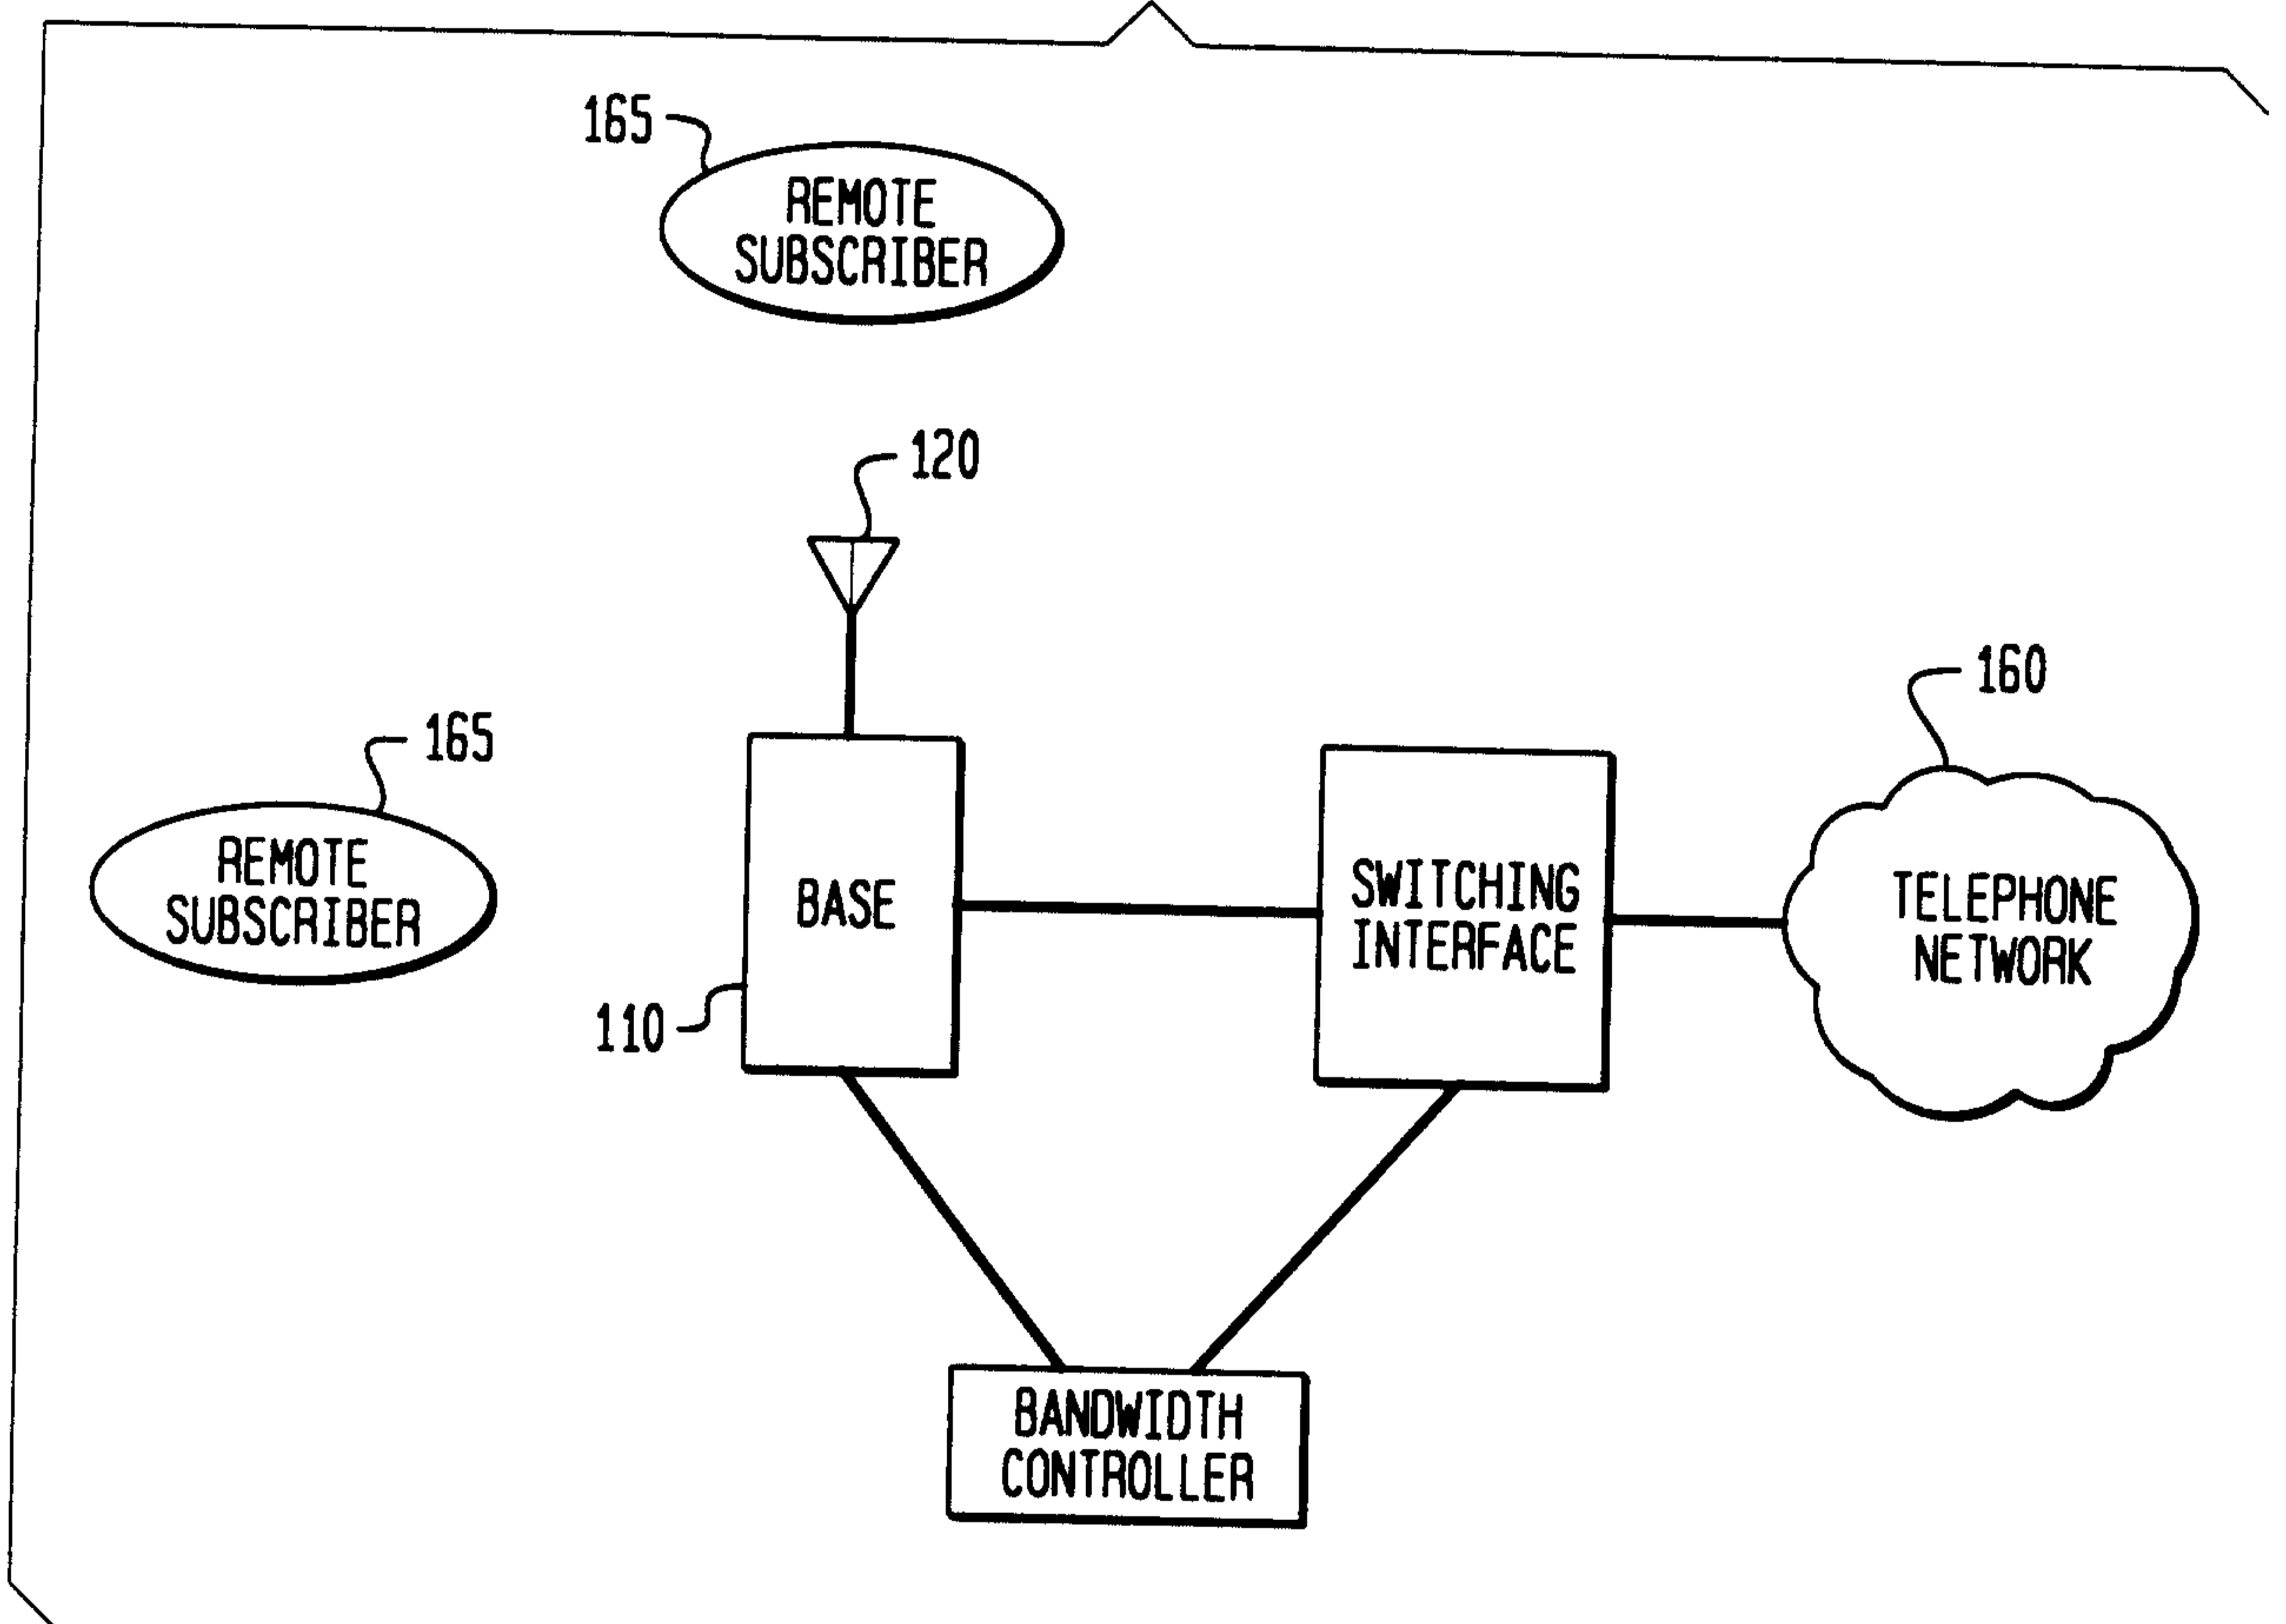 165
REMOTE
SUBSCRIBER
120
160
165
REMOTE
SUBSCRIBER
BASE
SWITCHING
INTERFACE
TELEPHONE
NETWORK
110
BANDWIDTH
CONTROLLER